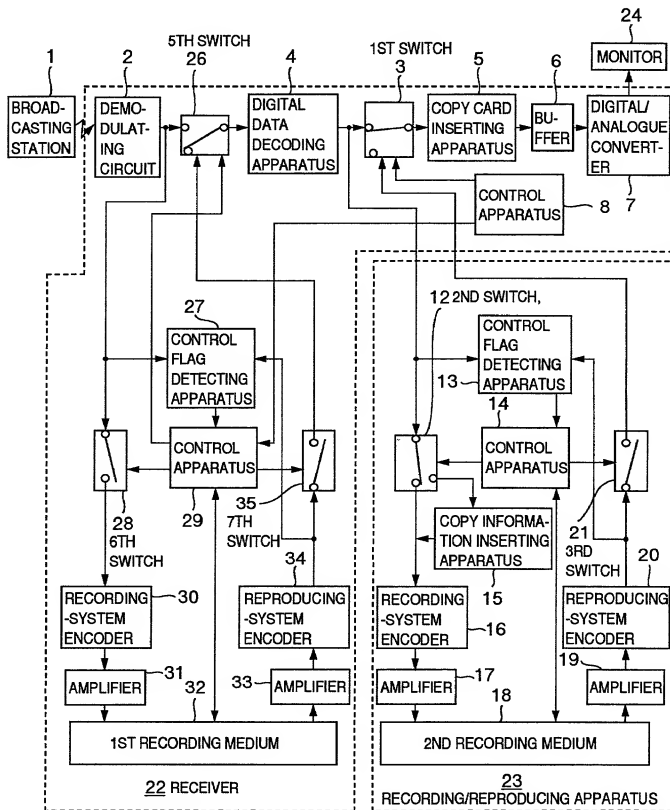 24
MONITOR
5TH SWITCH
26
1ST SWITCH
3
1
BROAD-
CASTING
STATION
2
DEMO-
DULAT-
ING
CIRCUIT
4
DIGITAL
DATA
DECODING
APPARATUS
5
COPY CARD
INSERTING
APPARATUS
6
BU-
FFER
DIGITAL/
ANALOGUE
CONVERT-
ER
7
CONTROL
APPARATUS
8
27
CONTROL
FLAG
DETECTING
APPARATUS
12 2ND SWITCH,
CONTROL
FLAG
DETECTING
APPARATUS
13
14
CONTROL
APPARATUS
29
CONTROL
APPARATUS
28
6TH
SWITCH
35
7TH
SWITCH
COPY INFORMA-
TION INSERTING
APPARATUS
15
21
3RD
SWITCH
30
RECORDING
-SYSTEM
ENCODER
34
REPRODUCING
-SYSTEM
ENCODER
RECORDING
-SYSTEM
ENCODER
16
20
REPRODUCING
-SYSTEM
ENCODER
AMPLIFIER
31
33
AMPLIFIER
AMPLIFIER
17
19
AMPLIFIER
32
1ST RECORDING MEDIUM
18
2ND RECORDING MEDIUM
22 RECEIVER
23
RECORDING/REPRODUCING APPARATUS